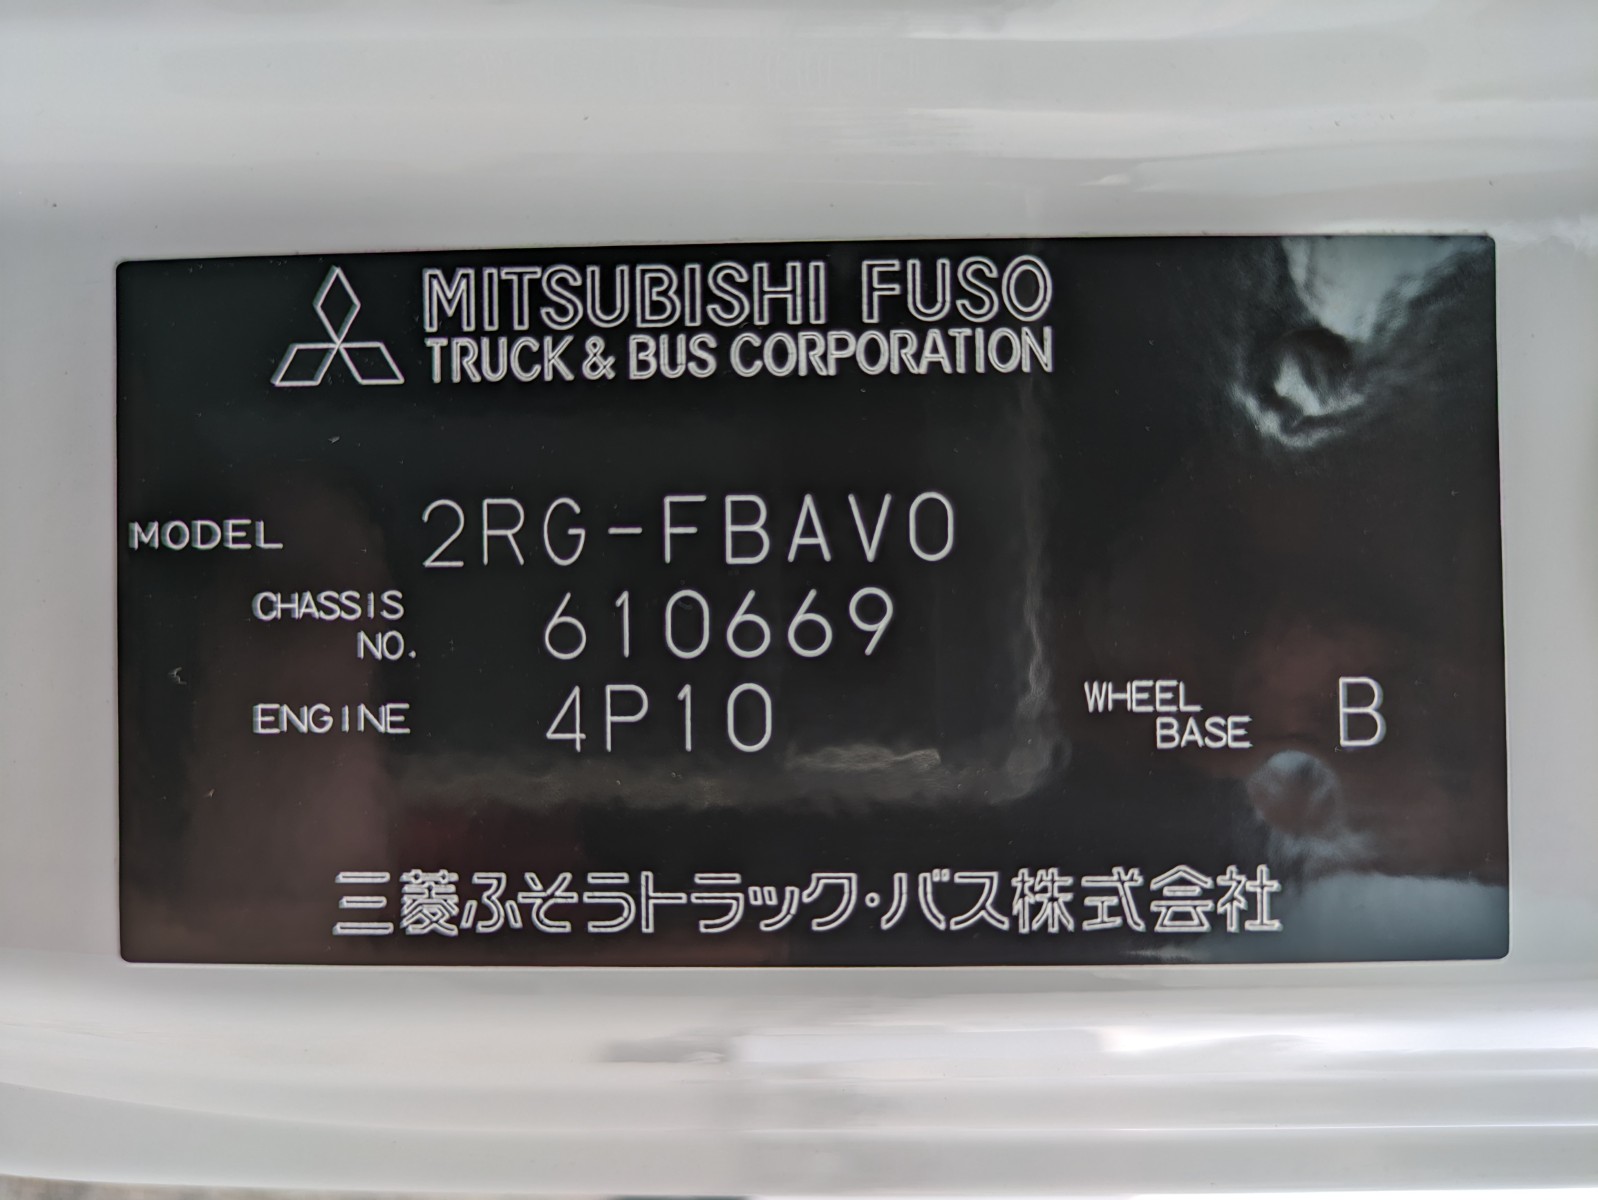 MITSUBISHI FUSO
TRUCK & BUS CORPORATION
MODEL 2RG-FBAV0
CHASSIS NO. 610669
ENGINE 4P10 WHEEL BASE B
三菱ふそうトラック・バス株式会社